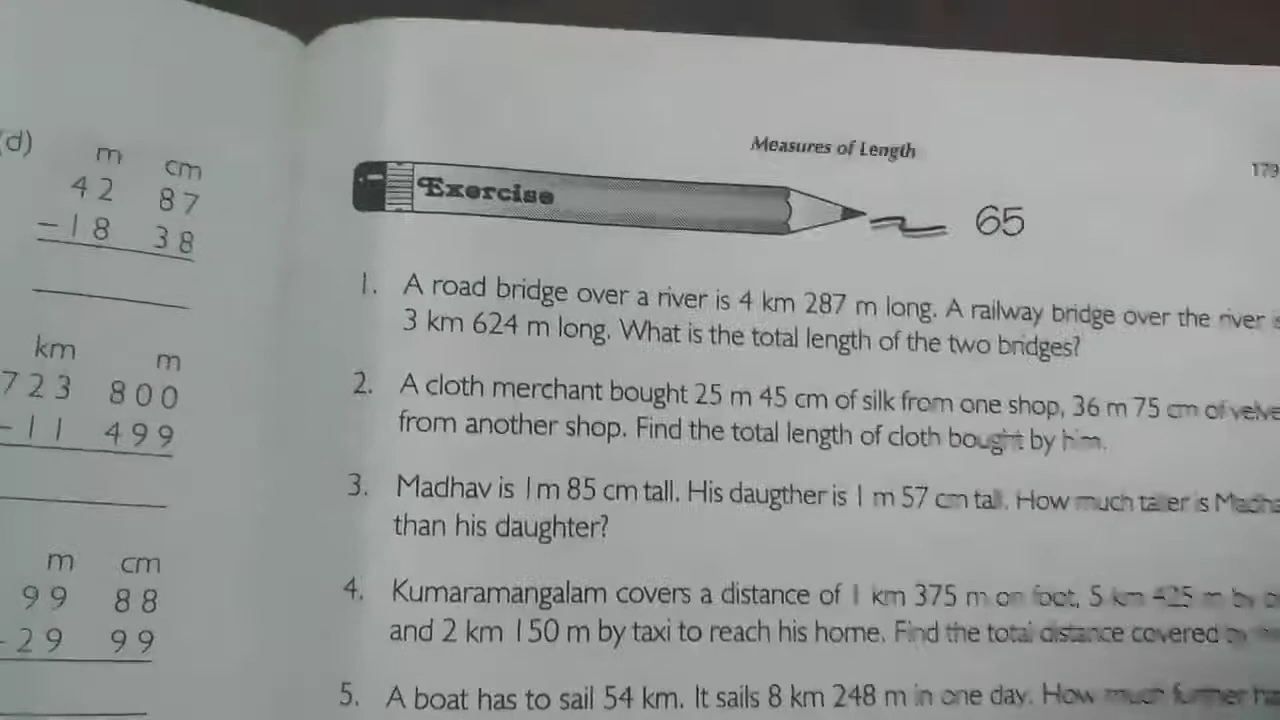 (d)
m cm
42 87
-18 38
km m
723 800
-11 499
m cm
99 88
-29 99
Measures of Length
179
Exercise 65
1. A road bridge over a river is 4 km 287 m long. A railway bridge over the river
3 km 624 m long. What is the total length of the two bridges?
2. A cloth merchant bought 25 m 45 cm of silk from one shop, 36 m 75 cm of
from another shop. Find the total length of cloth bought by him.
3. Madhav is 1m 85 cm tall. His daugther is 1 m 57 cm tall. How much taller is
than his daughter?
4. Kumaramangalam covers a distance of 1 km 375 m on foot, 5 km 425 m by
and 2 km 150 m by taxi to reach his home. Find the total distance covered
5. A boat has to sail 54 km. It sails 8 km 248 m in one day. How much further